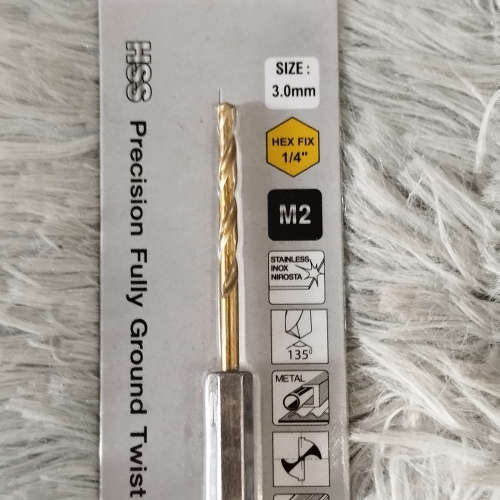 HSS Precision Fully Ground Twist
SIZE :
3.0mm
HEX FIX
1/4"
M2
STAINLESS
INOX
NIROSTA
135°
METAL